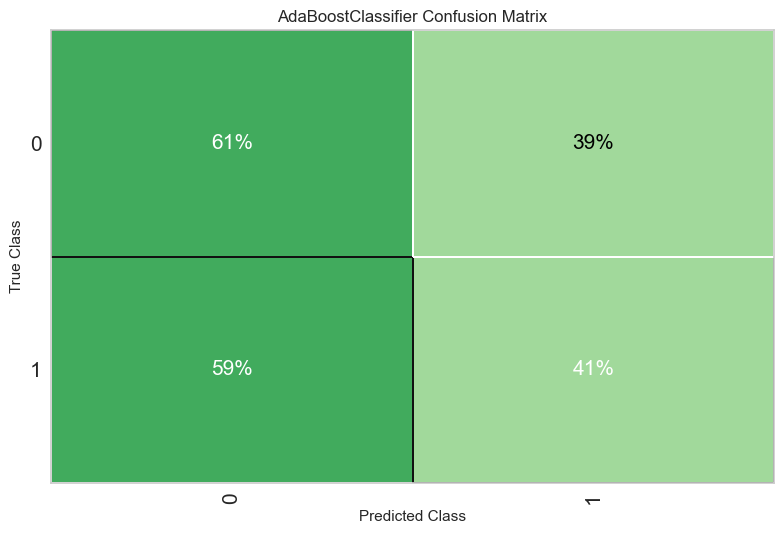 AdaBoostClassifier Confusion Matrix
True Class
0
61%
39%
1
59%
41%
0
1
Predicted Class